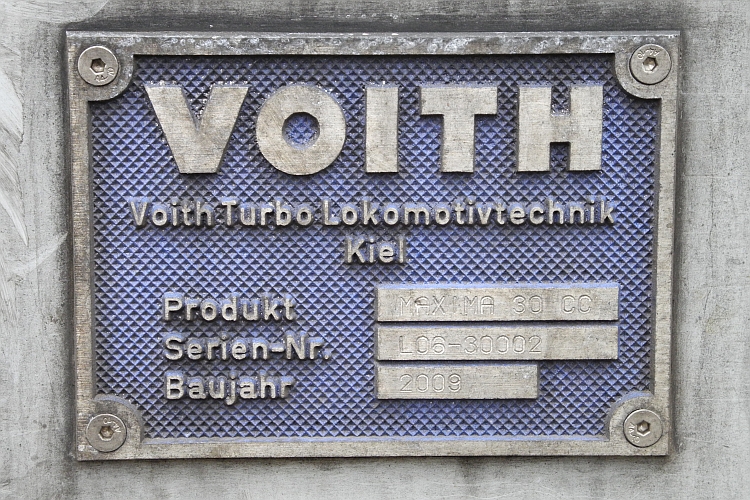 VOITH
Voith Turbo Lokomotivtechnik
Kiel
Produkt MAXIMA 30 CC
Serien-Nr. L06-30002
Baujahr 2009